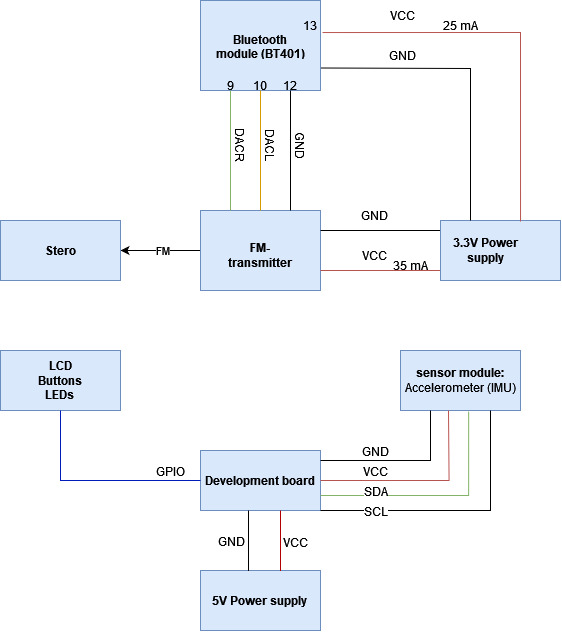 VCC
13
25 mA
Bluetooth
module (BT401)
GND
9
10
12
DACR
DACL
GND
GND
Stero
FM
FM-
transmitter
3.3V Power
supply
VCC
35 mA
LCD
Buttons
LEDs
sensor module:
Accelerometer (IMU)
GND
GPIO
Development board
VCC
SDA
SCL
GND
VCC
5V Power supply